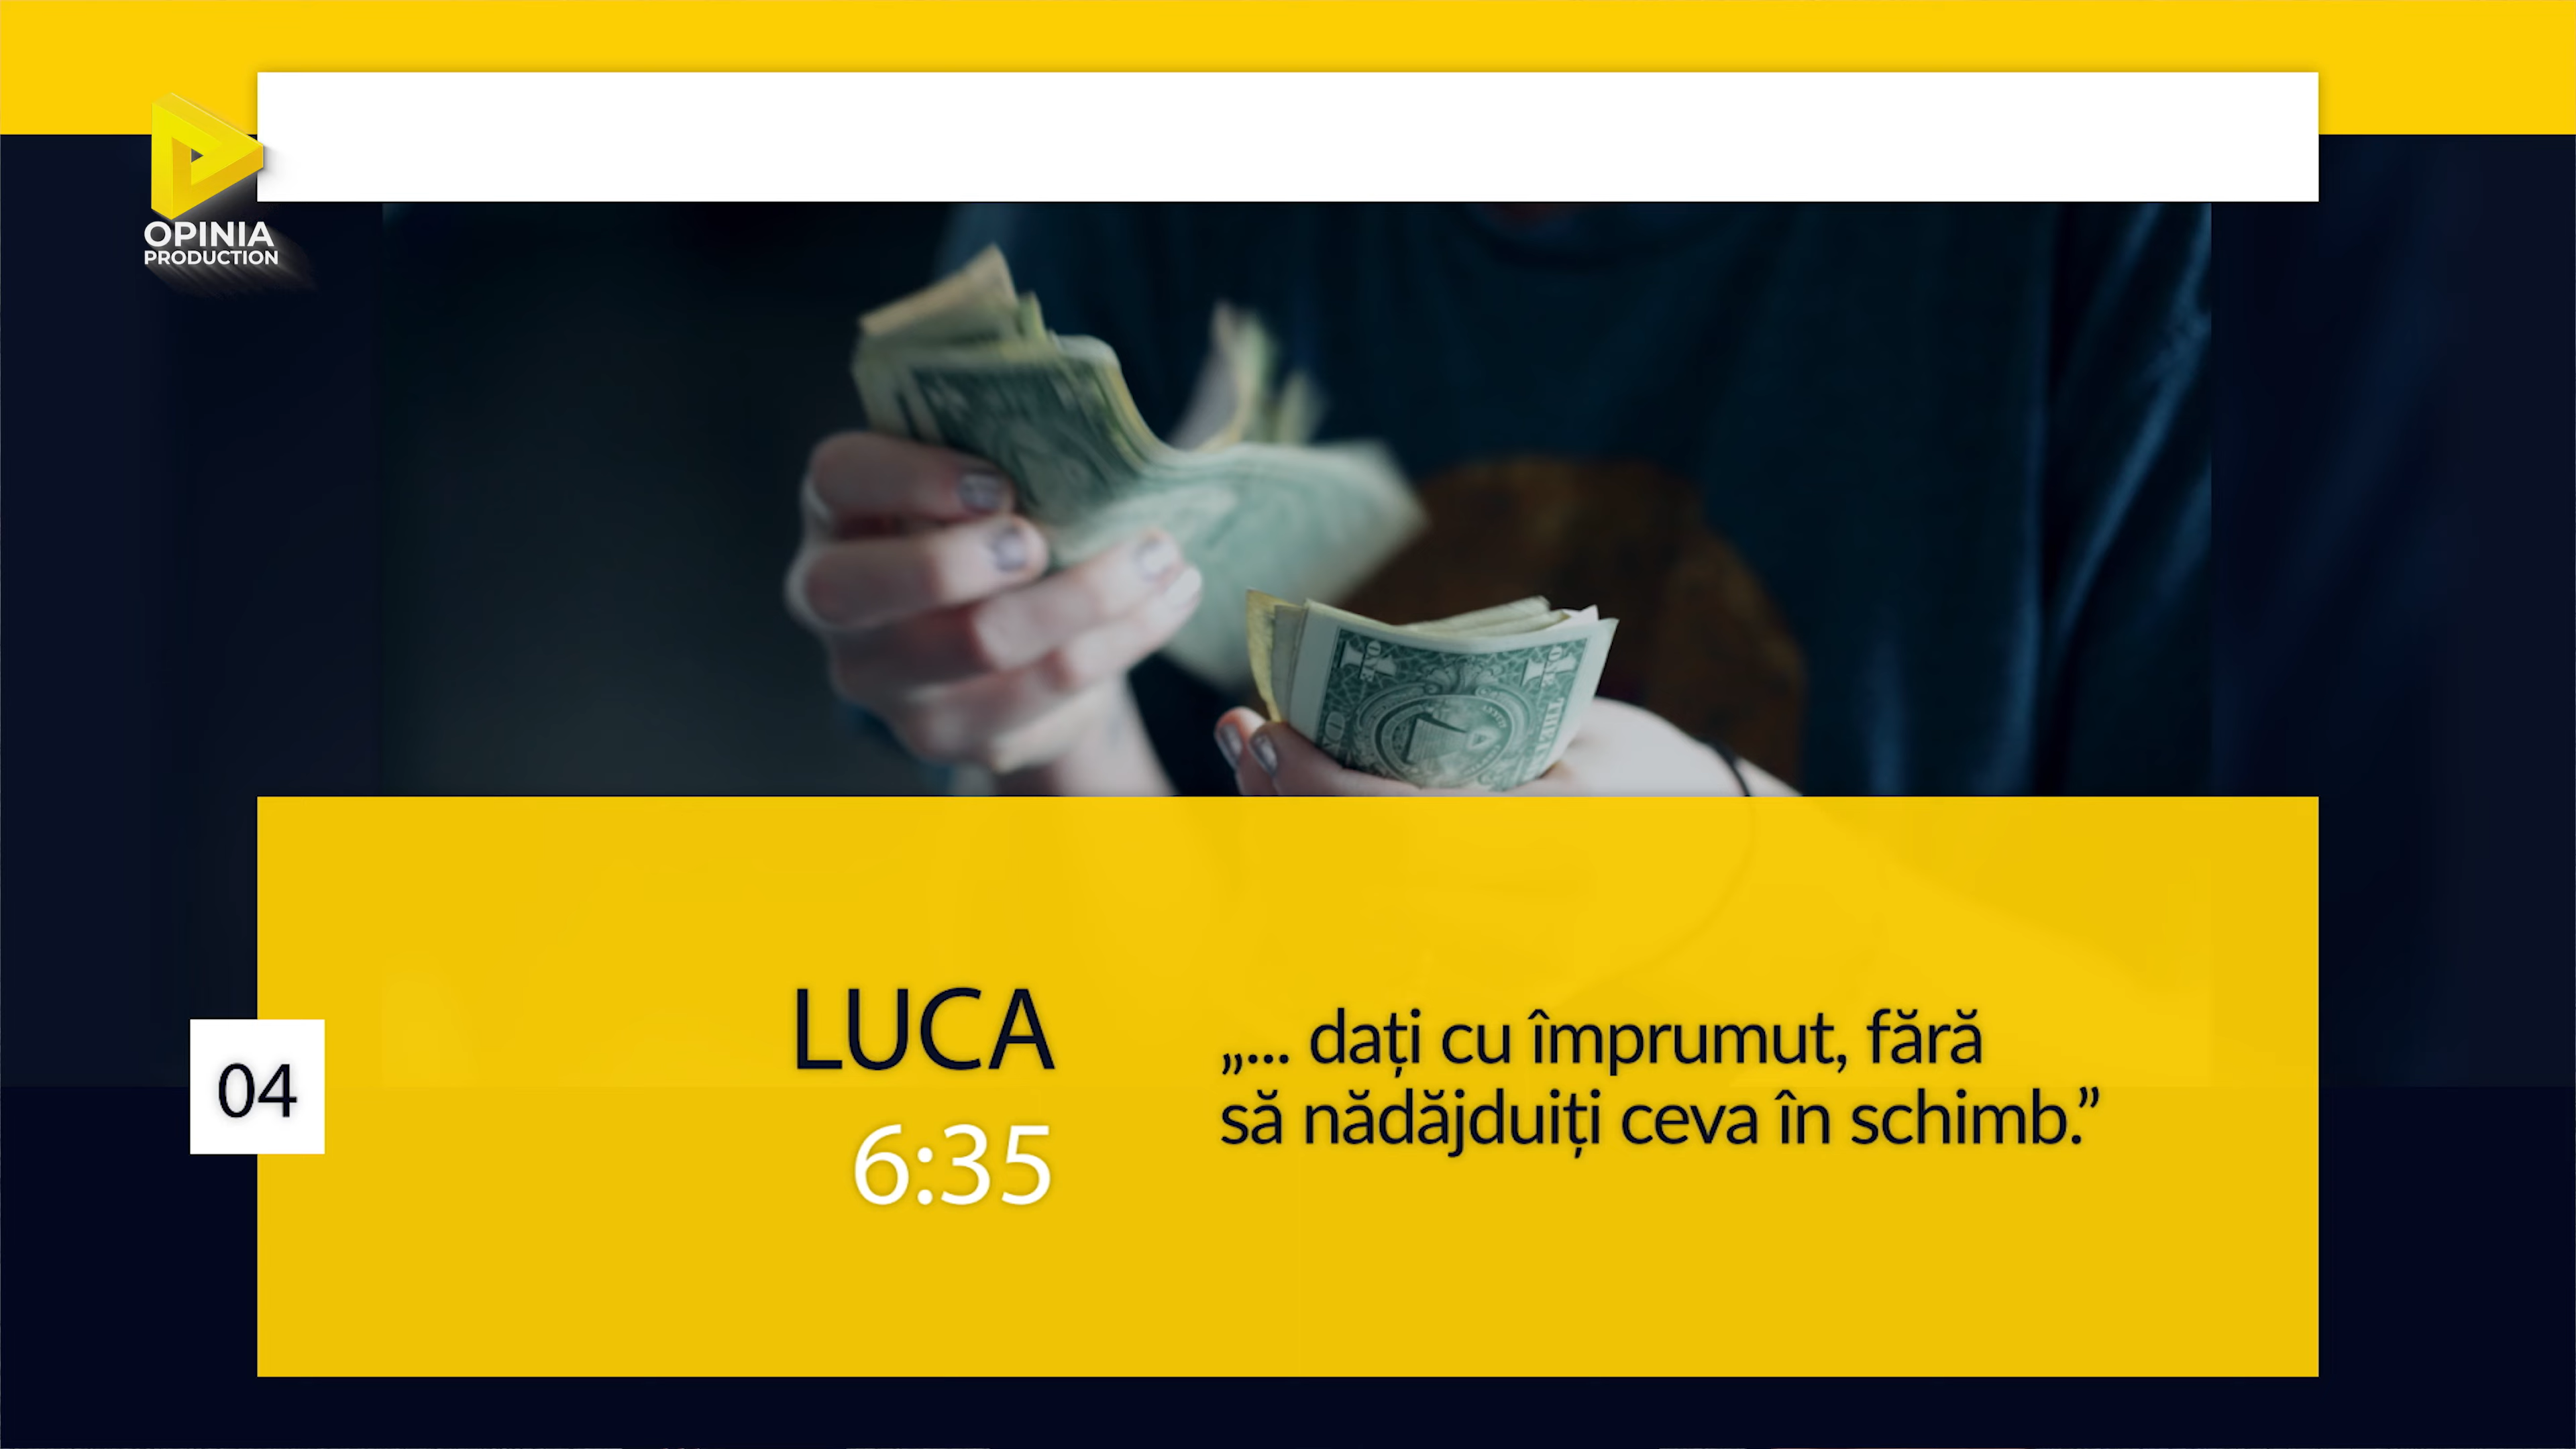 OPINIA
PRODUCTION
04
LUCA
6:35
„... dați cu împrumut, fără
să nădăjduiți ceva în schimb.”